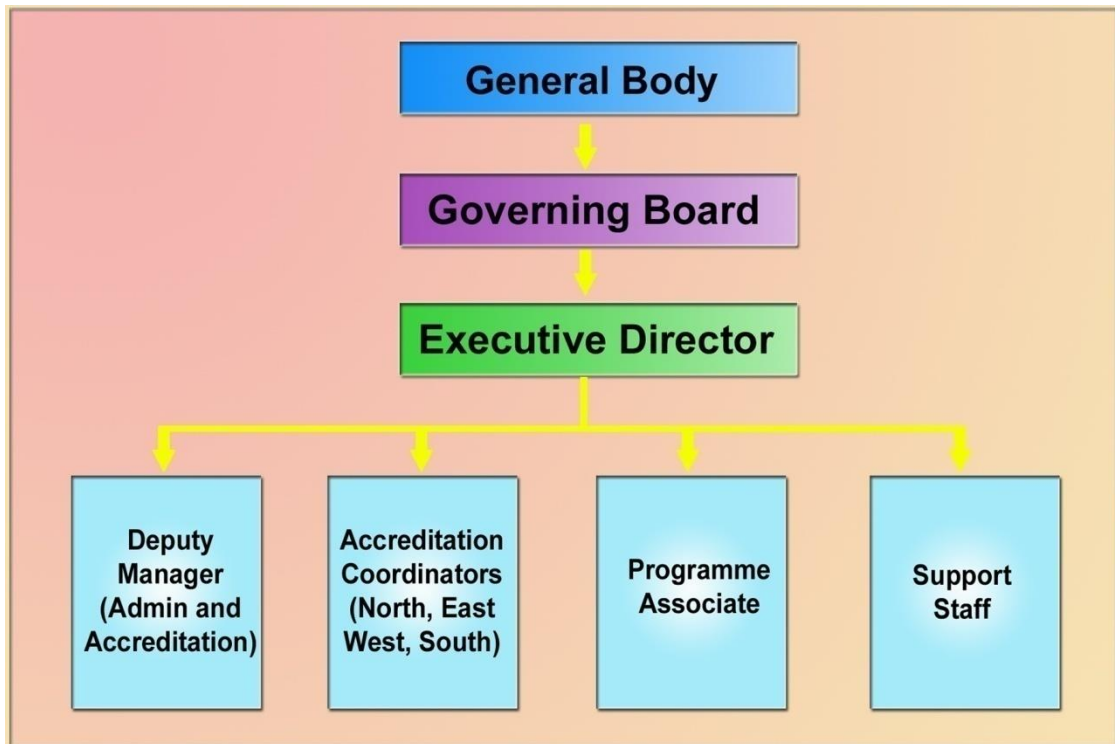 General Body
Governing Board
Executive Director
Deputy
Manager
(Admin and
Accreditation)
Accreditation
Coordinators
(North, East
West, South)
Programme
Associate
Support
Staff